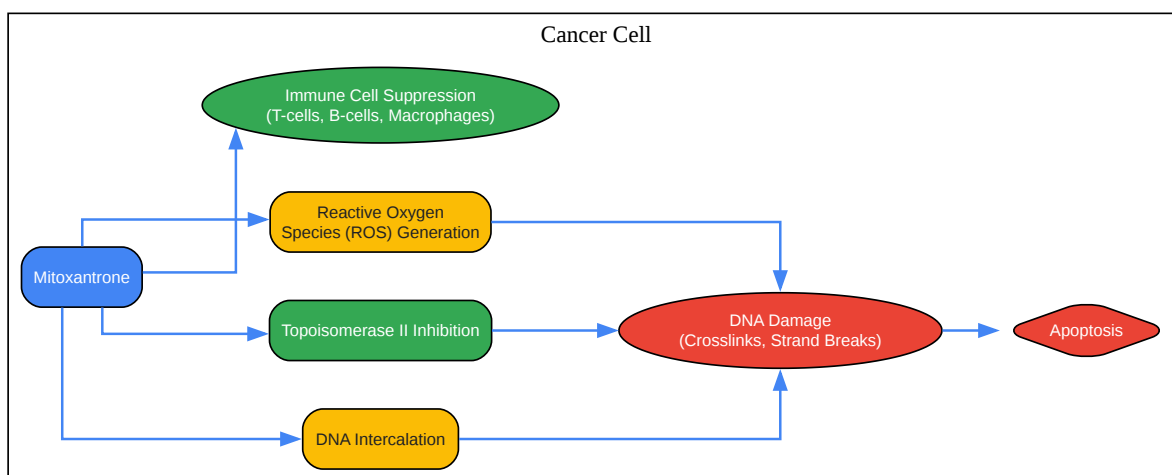 Cancer Cell
Immune Cell Suppression
(T-cells, B-cells, Macrophages)
Reactive Oxygen
Species (ROS) Generation
Mitoxantrone
Topoisomerase II Inhibition
DNA Damage
(Crosslinks, Strand Breaks)
Apoptosis
DNA Intercalation